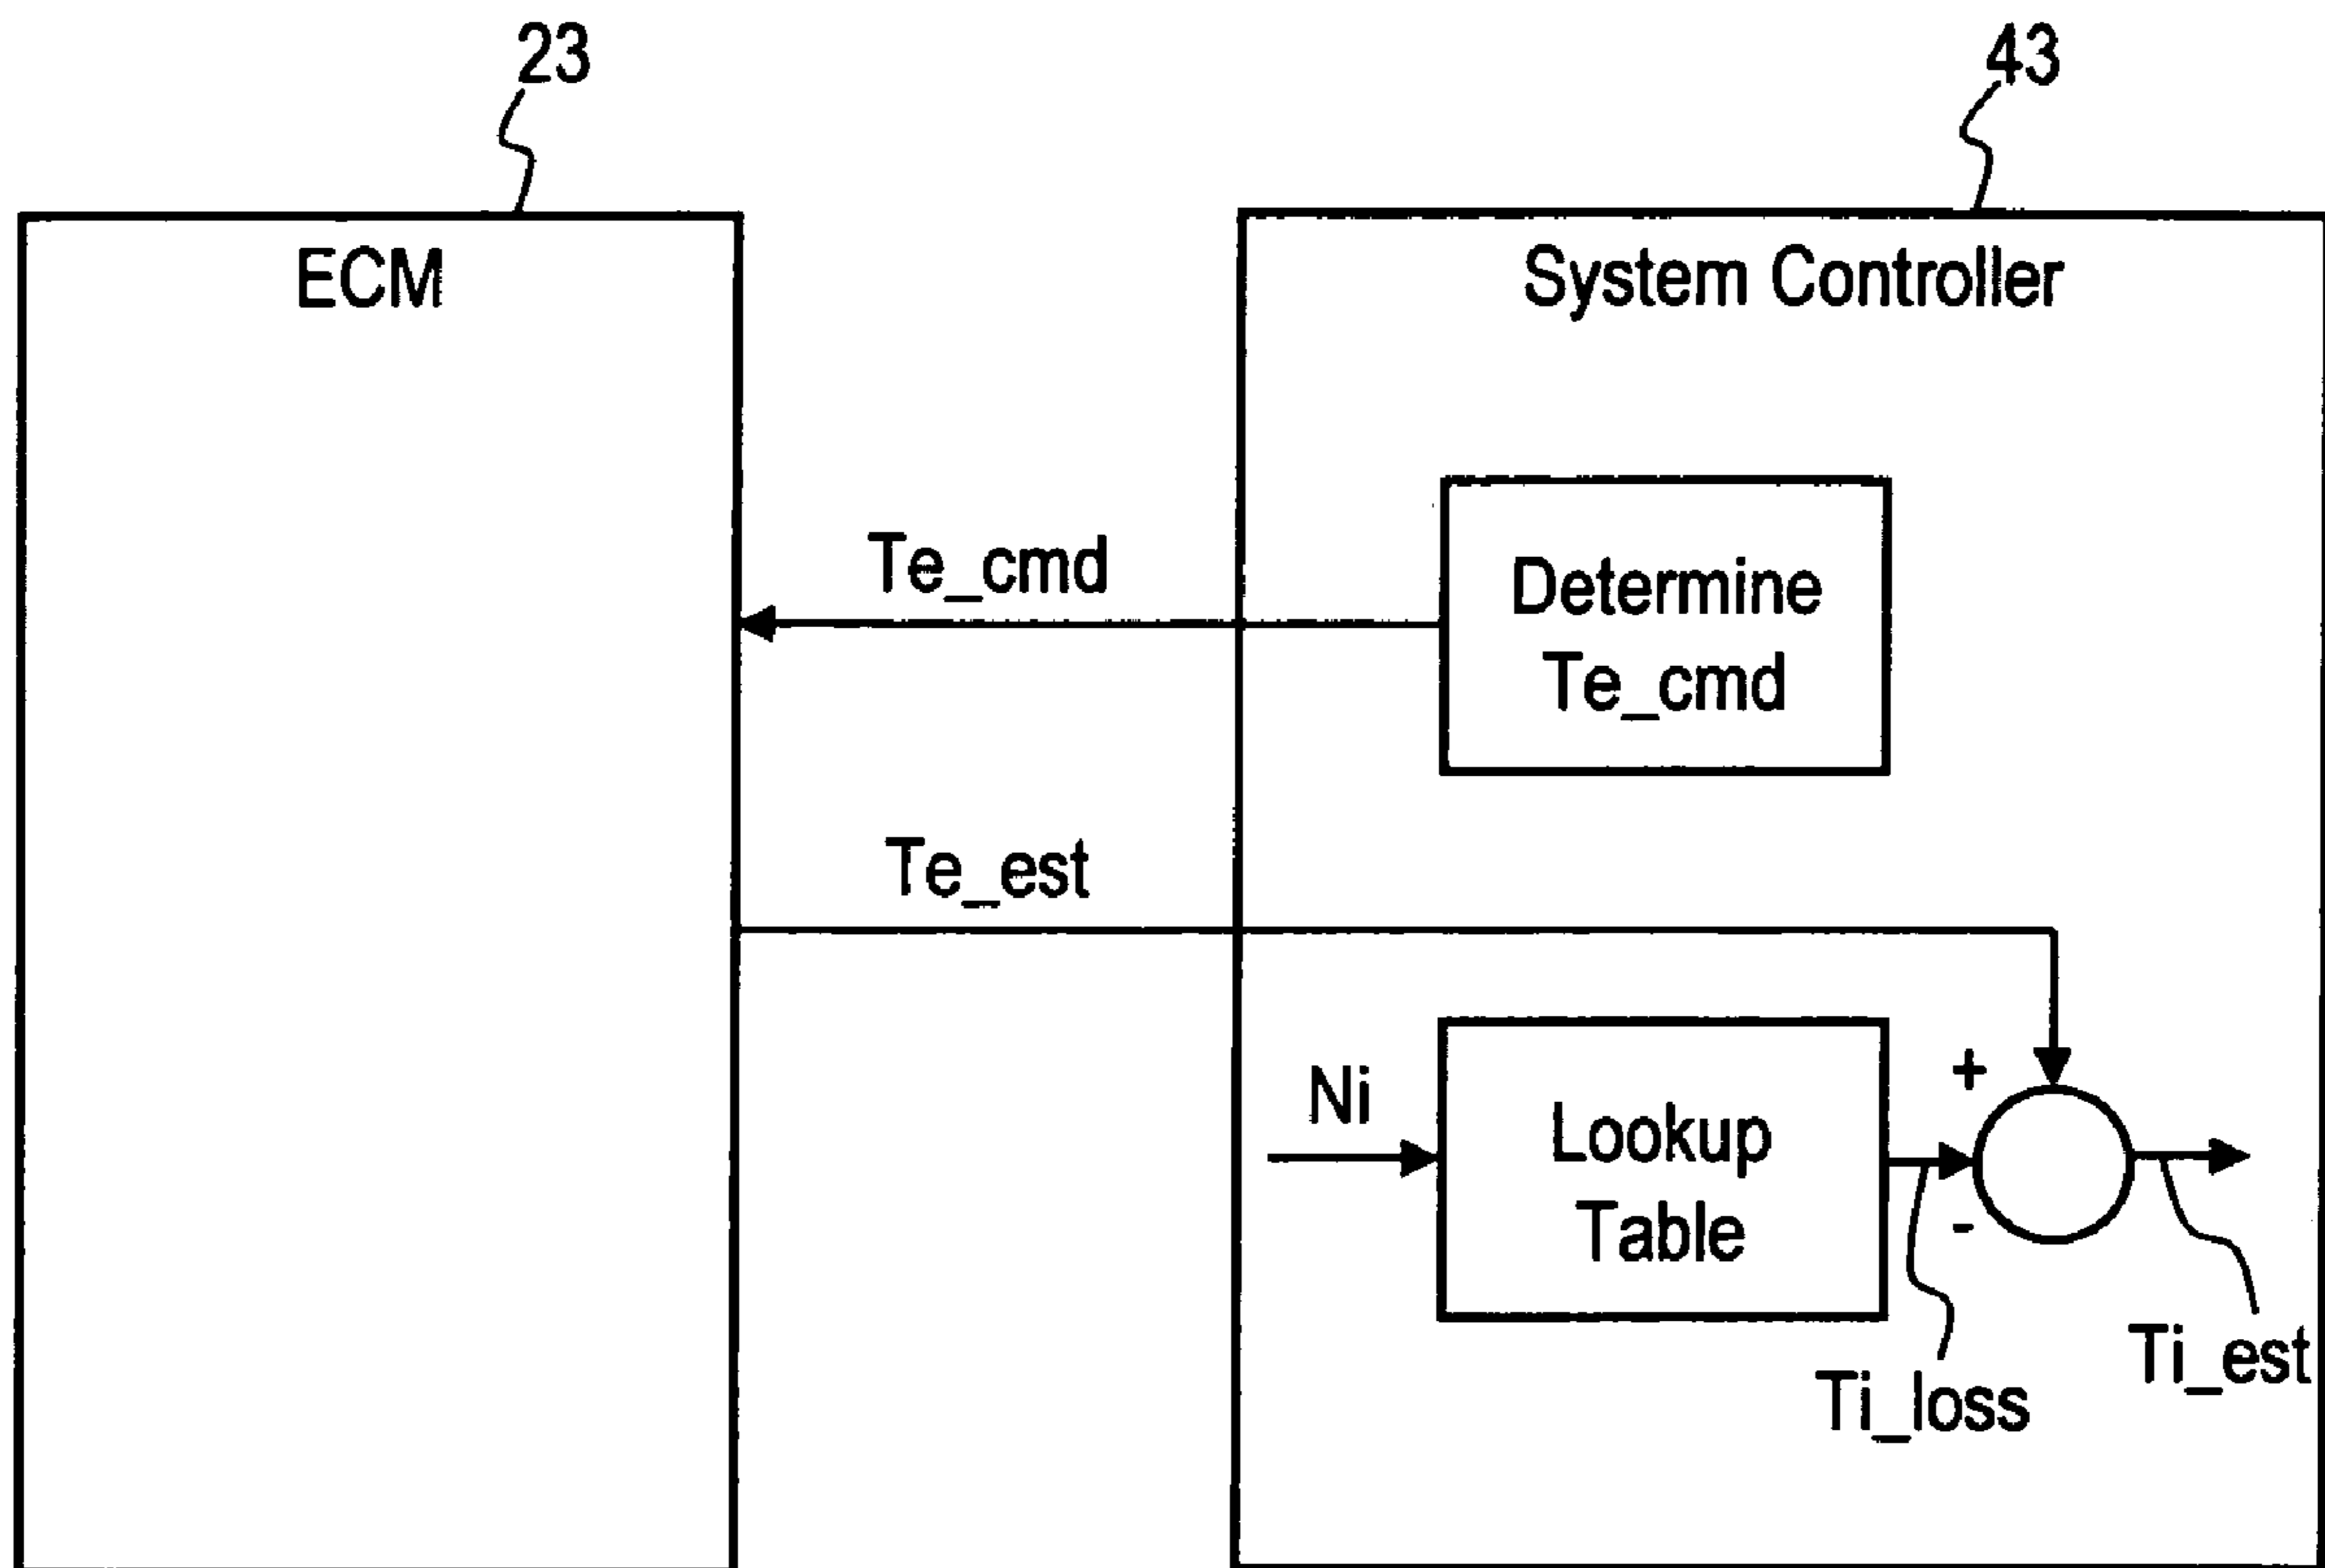 23
43
ECM
System Controller
Te_cmd
Determine
Te_cmd
Te_est
Ni
Lookup
Table
+
-
Ti_loss
Ti_est